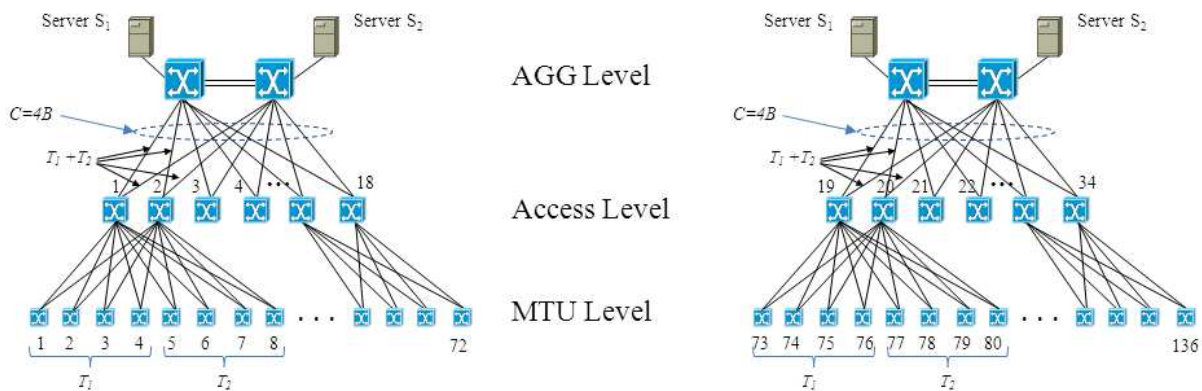 Server S₁
Server S₂
AGG Level
Server S₁
Server S₂
C=4B
C=4B
T₁+T₂
T₁+T₂
1 2 3 4 ... 18
Access Level
19 20 21 22 ... 34
MTU Level
. . .
. . .
1 2 3 4 5 6 7 8 72
73 74 75 76 77 78 79 80 136
T₁ T₂
T₁ T₂